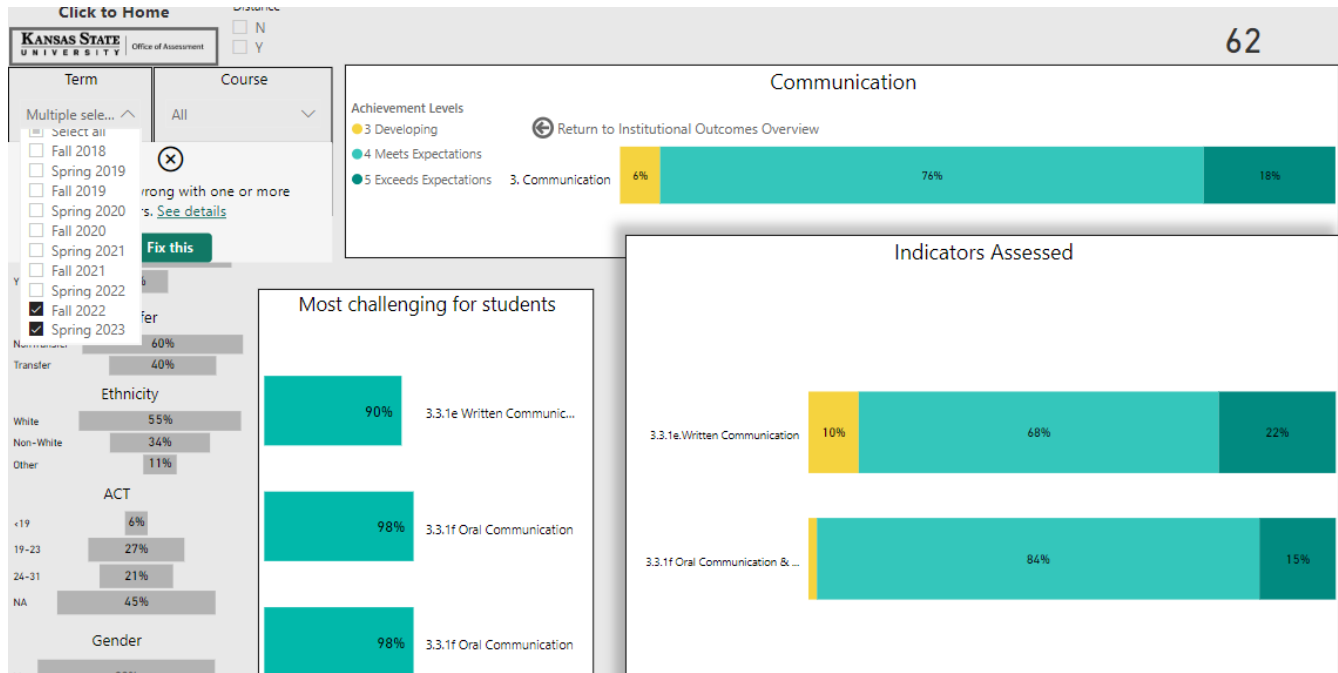 Click to Home
Distance
N
Y
KANSAS STATE
UNIVERSITY
Office of Assessment
62
Term
Course
Multiple sele...
All
Select all
Fall 2018
Spring 2019
Fall 2019
Spring 2020
Fall 2020
Spring 2021
Fall 2021
Spring 2022
Fall 2022
Spring 2023
wrong with one or more
rs. See details
Fix this
Communication
Achievement Levels
3 Developing
4 Meets Expectations
5 Exceeds Expectations
Return to Institutional Outcomes Overview
3. Communication
6%
76%
18%
Y
fer
60%
Transfer
40%
Ethnicity
White
55%
Non-White
34%
Other
11%
ACT
<19
6%
19-23
27%
24-31
21%
NA
45%
Gender
Most challenging for students
90%
3.3.1e Written Communic...
98%
3.3.1f Oral Communication
98%
3.3.1f Oral Communication
Indicators Assessed
3.3.1e.Written Communication
10%
68%
22%
3.3.1f Oral Communication & ...
84%
15%